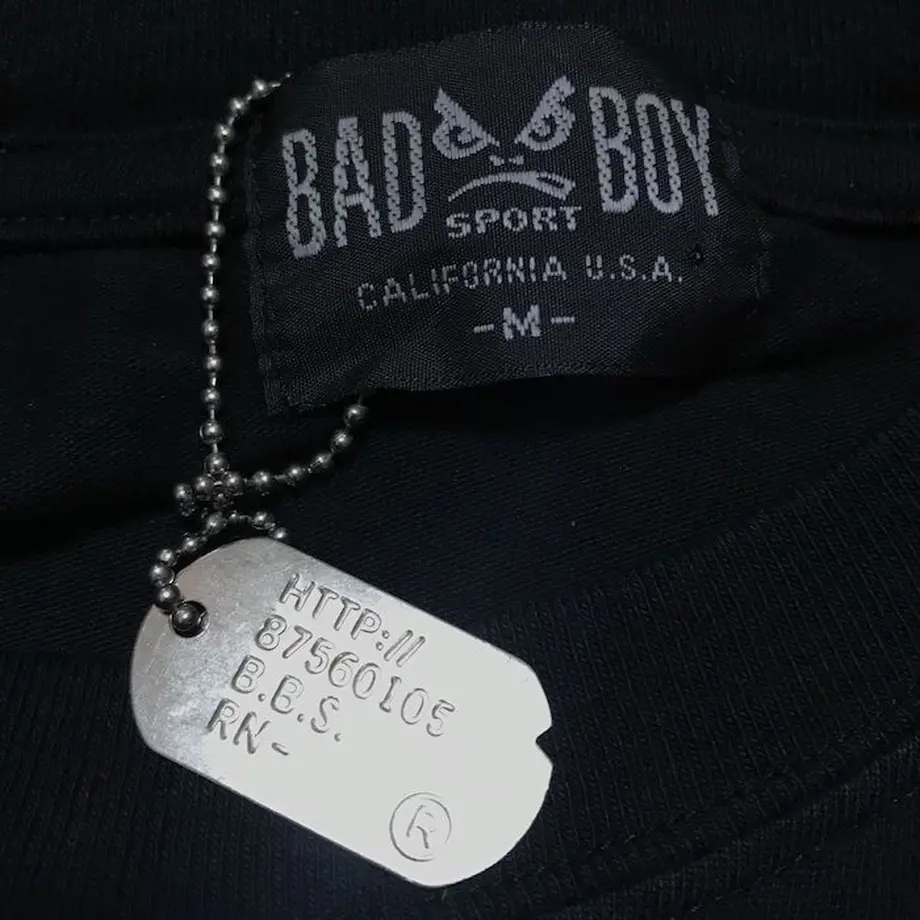 BAD BOY
SPORT
CALIFORNIA U.S.A.
-M-
HTTP://
87560105
B.B.S.
RN-
®